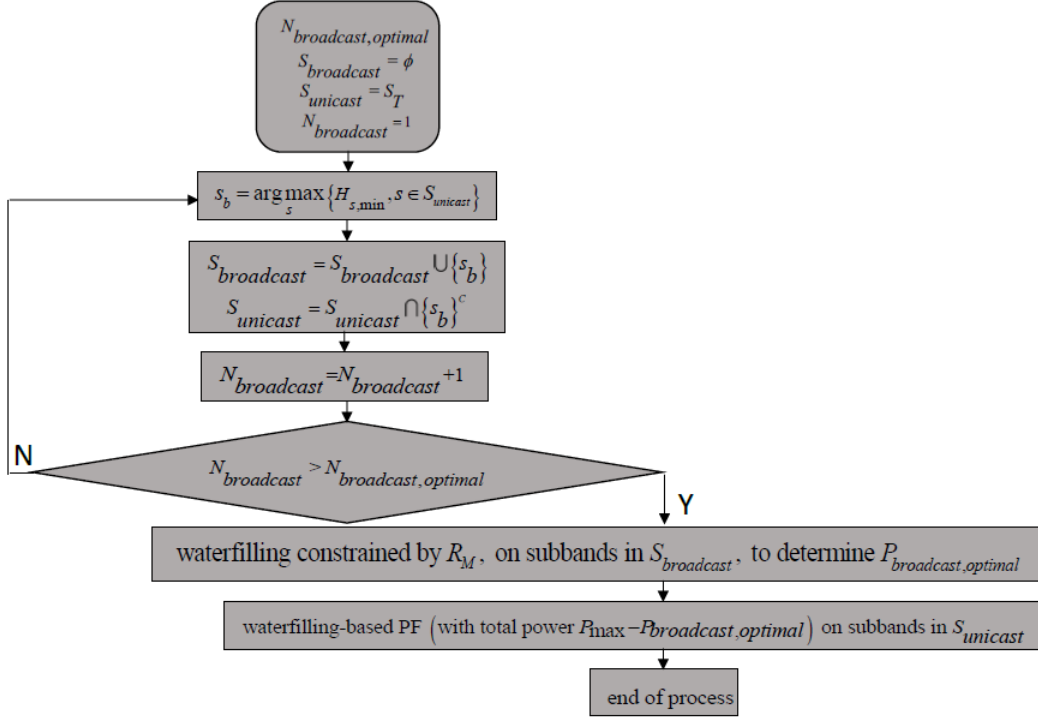 N_broadcast,optimal
S_broadcast = ϕ
S_unicast = S_T
N_broadcast = 1
s_b = arg max_s {H_s,min, s ∈ S_unicast}
S_broadcast = S_broadcast ∪ {s_b}
S_unicast = S_unicast ∩ {s_b}^C
N_broadcast = N_broadcast + 1
N
N_broadcast > N_broadcast,optimal
Y
waterfilling constrained by R_M, on subbands in S_broadcast, to determine P_broadcast,optimal
waterfilling-based PF (with total power P_max − P_broadcast,optimal) on subbands in S_unicast
end of process